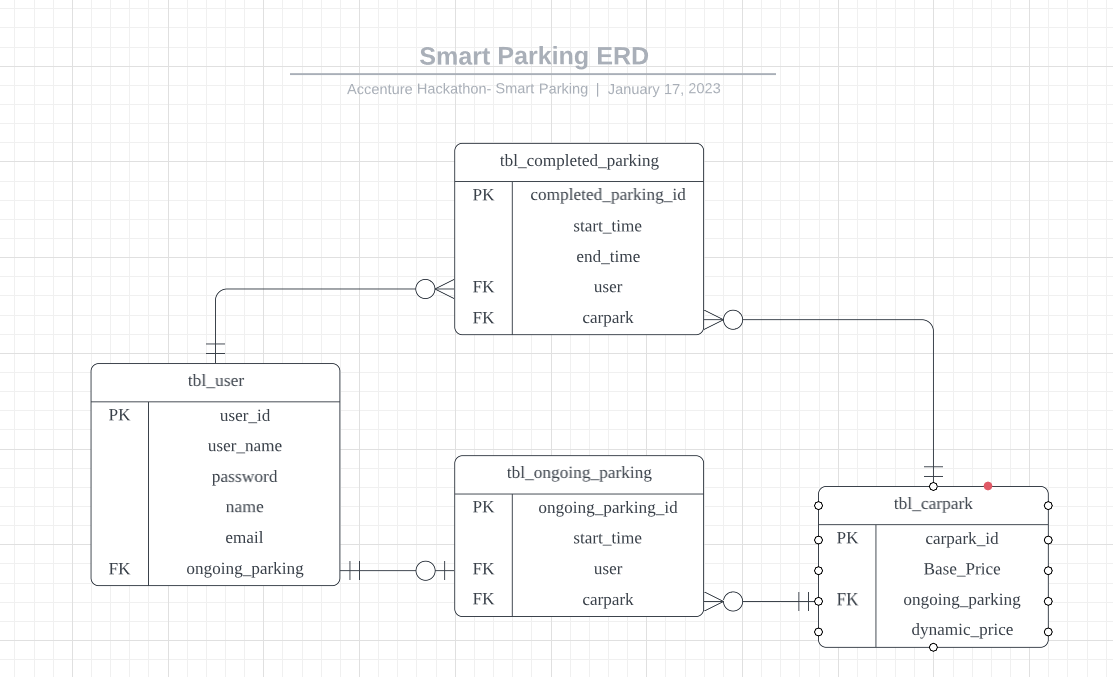 Smart Parking ERD
Accenture Hackathon- Smart Parking | January 17, 2023
tbl_completed_parking
PK completed_parking_id
start_time
end_time
FK user
FK carpark
tbl_user
PK user_id
user_name
password
name
email
FK ongoing_parking
tbl_ongoing_parking
PK ongoing_parking_id
start_time
FK user
FK carpark
tbl_carpark
PK carpark_id
Base_Price
FK ongoing_parking
dynamic_price